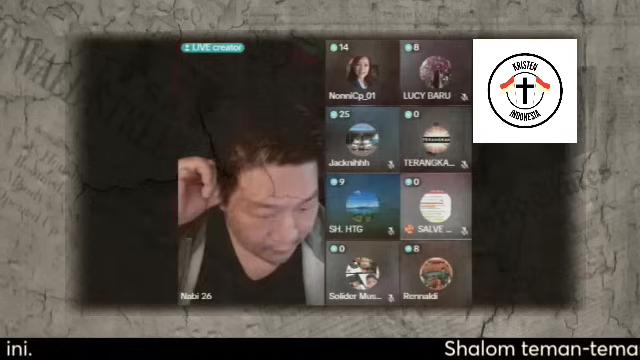 LIVE creator
14
NonniCp_01
8
LUCY BARU
25
Jacknihhh
0
TERANGKA...
9
SH. HTG
0
SALVE ...
0
Solider Mus...
8
Rennaldi
Nabi 26
KRISTEN
INDONESIA
ini.
Shalom teman-tema